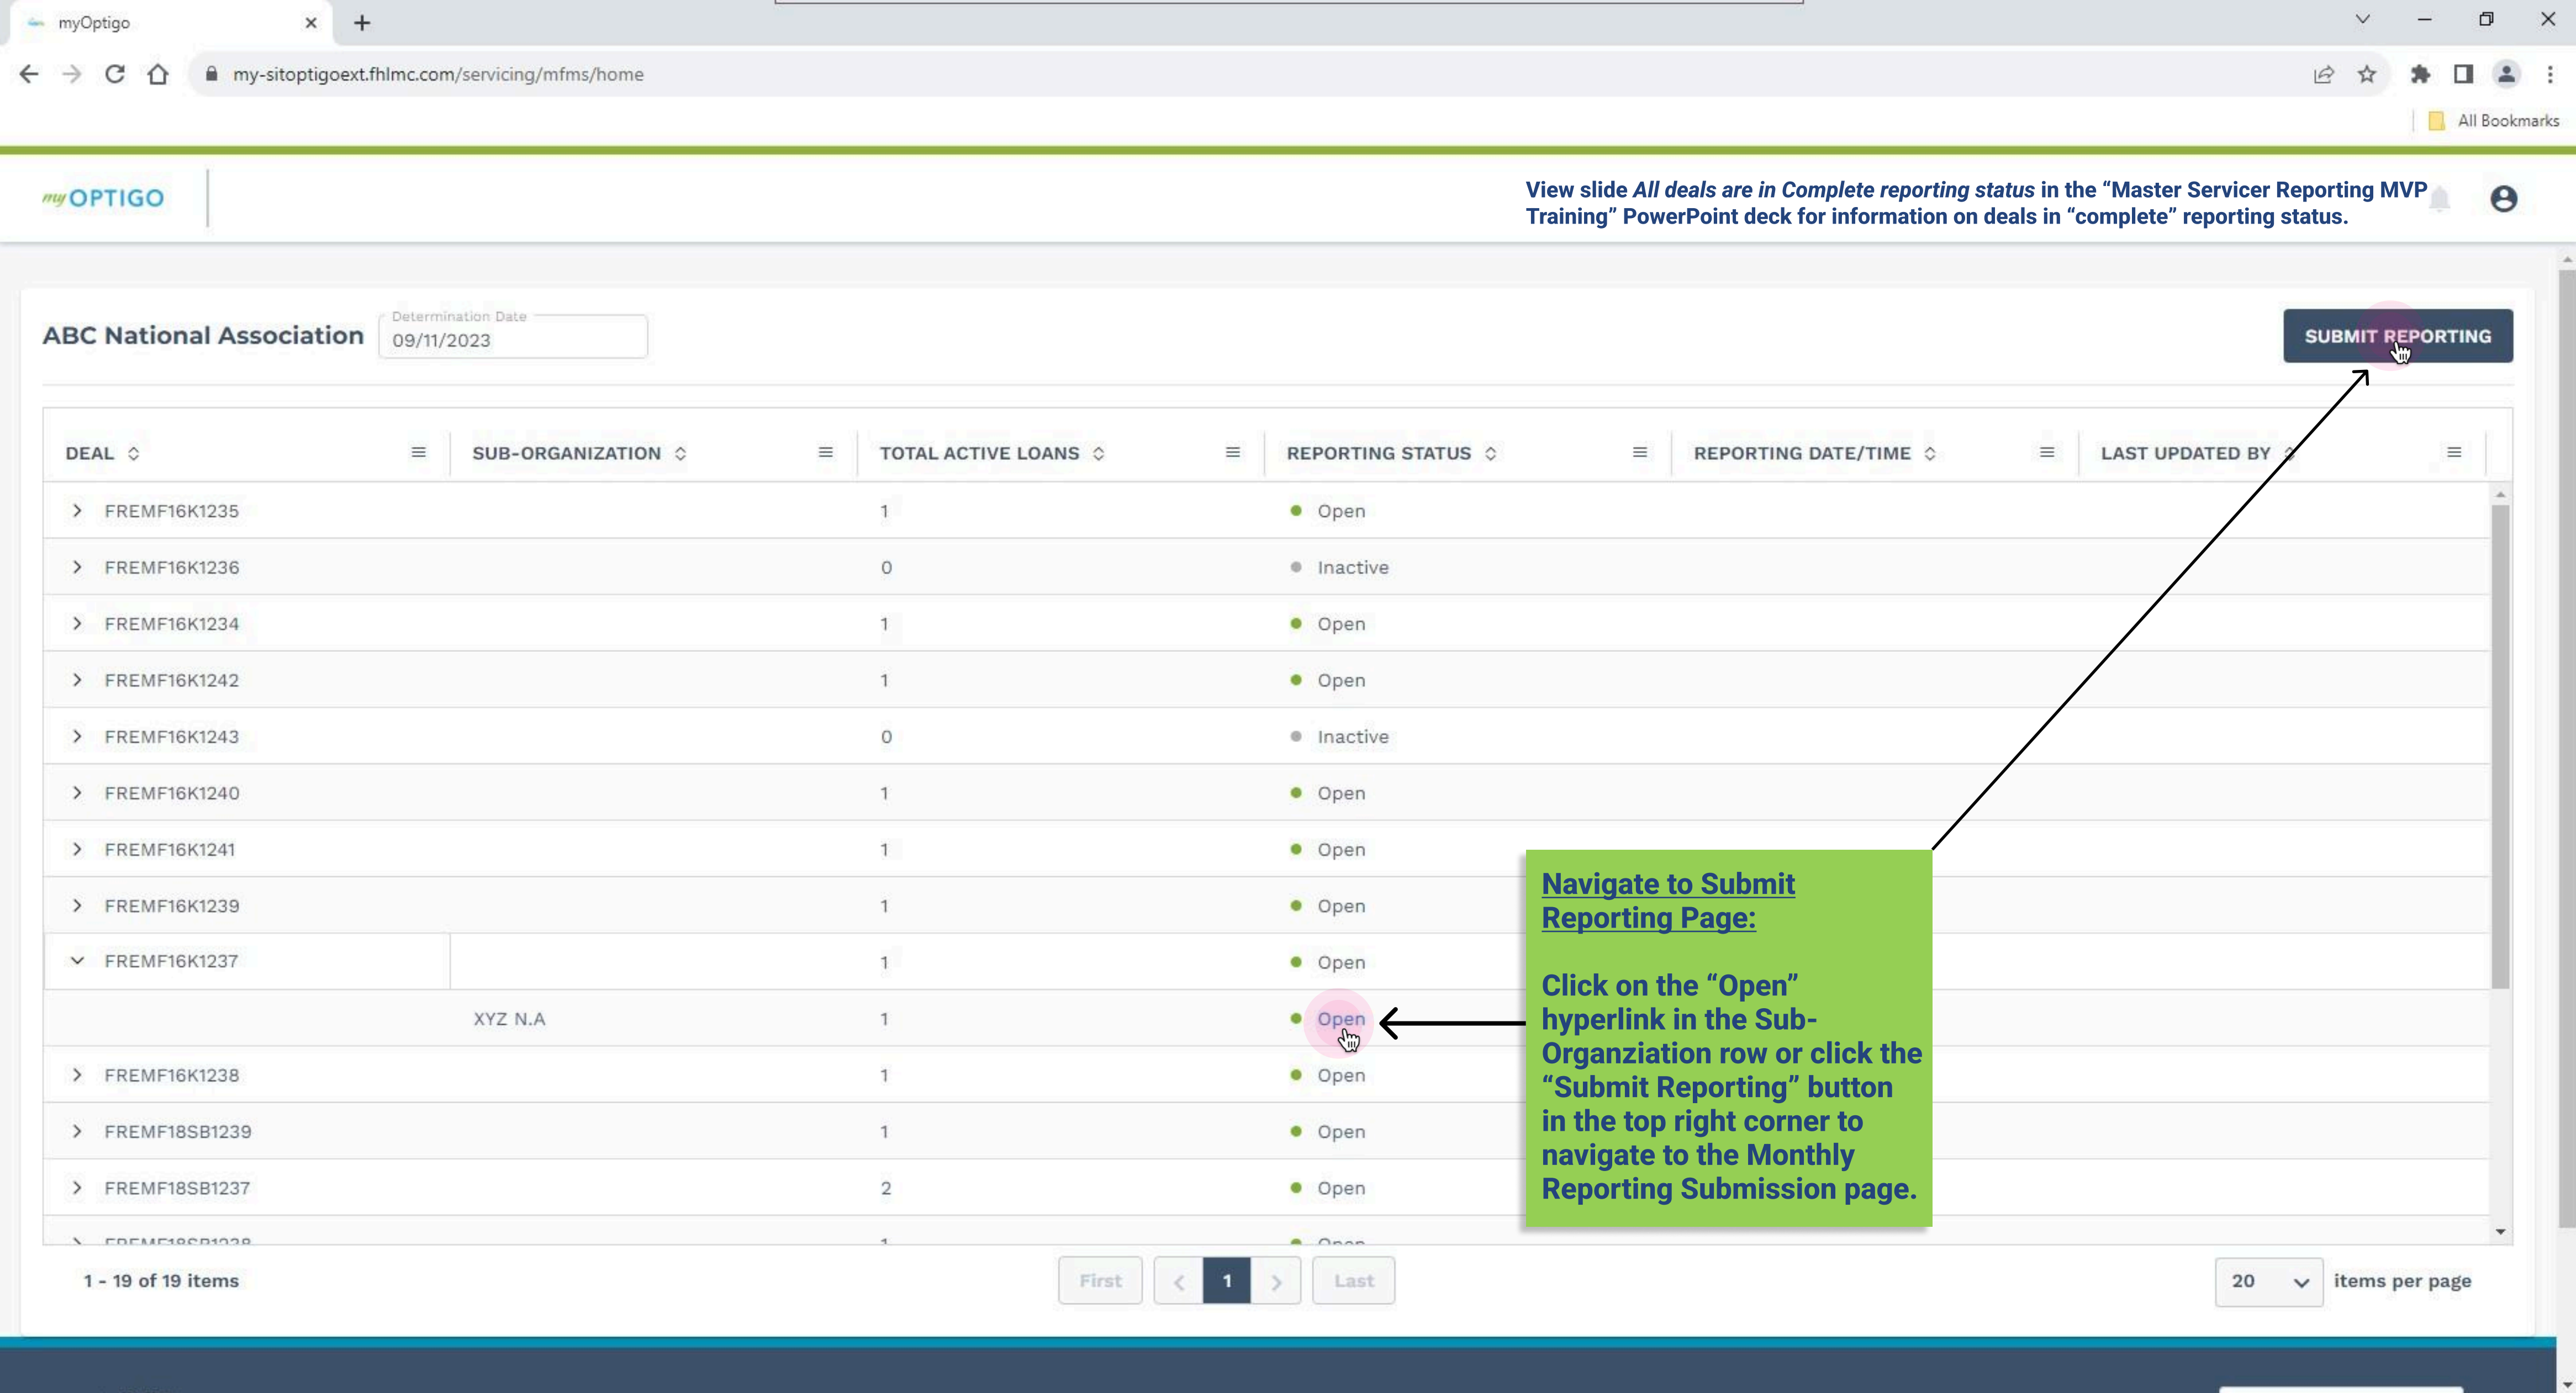 myOptigo
my-sitoptigoext.fhlmc.com/servicing/mfms/home
All Bookmarks
my OPTIGO
View slide All deals are in Complete reporting status in the “Master Servicer Reporting MVP
Training” PowerPoint deck for information on deals in “complete” reporting status.
ABC National Association
Determination Date
09/11/2023
SUBMIT REPORTING
DEAL SUB-ORGANIZATION TOTAL ACTIVE LOANS REPORTING STATUS REPORTING DATE/TIME LAST UPDATED BY
FREMF16K1235 1 Open
FREMF16K1236 0 Inactive
FREMF16K1234 1 Open
FREMF16K1242 1 Open
FREMF16K1243 0 Inactive
FREMF16K1240 1 Open
FREMF16K1241 1 Open
FREMF16K1239 1 Open
FREMF16K1237 1 Open
XYZ N.A 1 Open
FREMF16K1238 1 Open
FREMF18SB1239 1 Open
FREMF18SB1237 2 Open
FREMF18SB1238 1 Open
Navigate to Submit
Reporting Page:
Click on the “Open”
hyperlink in the Sub-
Organziation row or click the
“Submit Reporting” button
in the top right corner to
navigate to the Monthly
Reporting Submission page.
1 - 19 of 19 items
First < 1 > Last
20 items per page